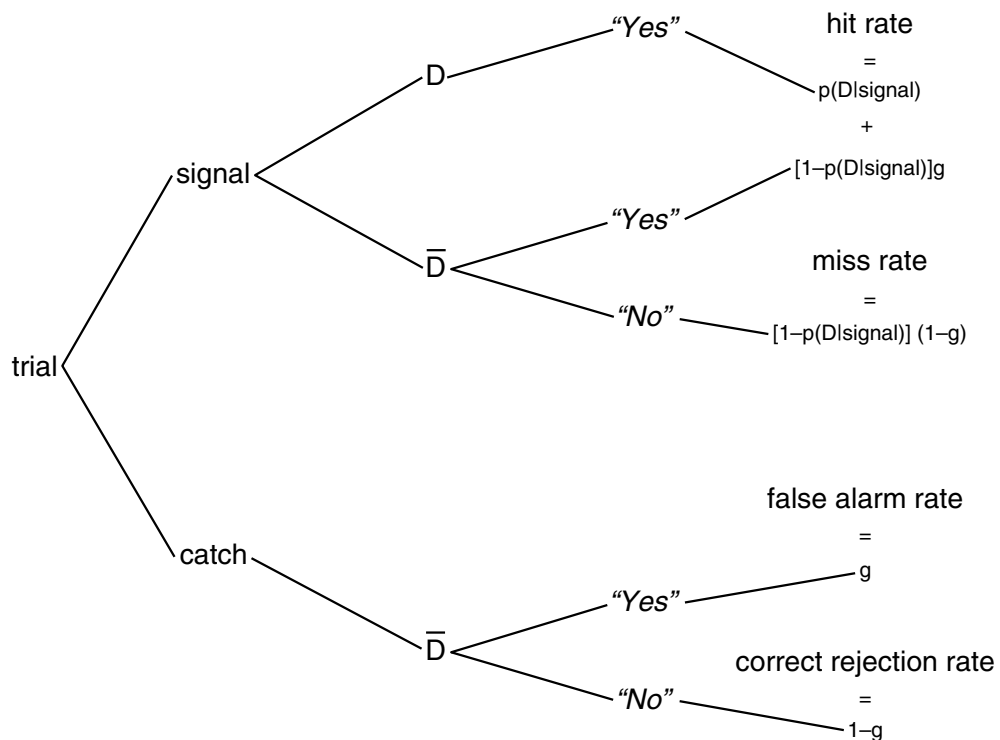 “Yes”
hit rate
=
D
p(D|signal)
+
signal
[1–p(D|signal)]g
“Yes”
D̅
miss rate
=
“No”
[1–p(D|signal)] (1–g)
trial
false alarm rate
=
catch
g
“Yes”
D̅
correct rejection rate
“No”
=
1–g